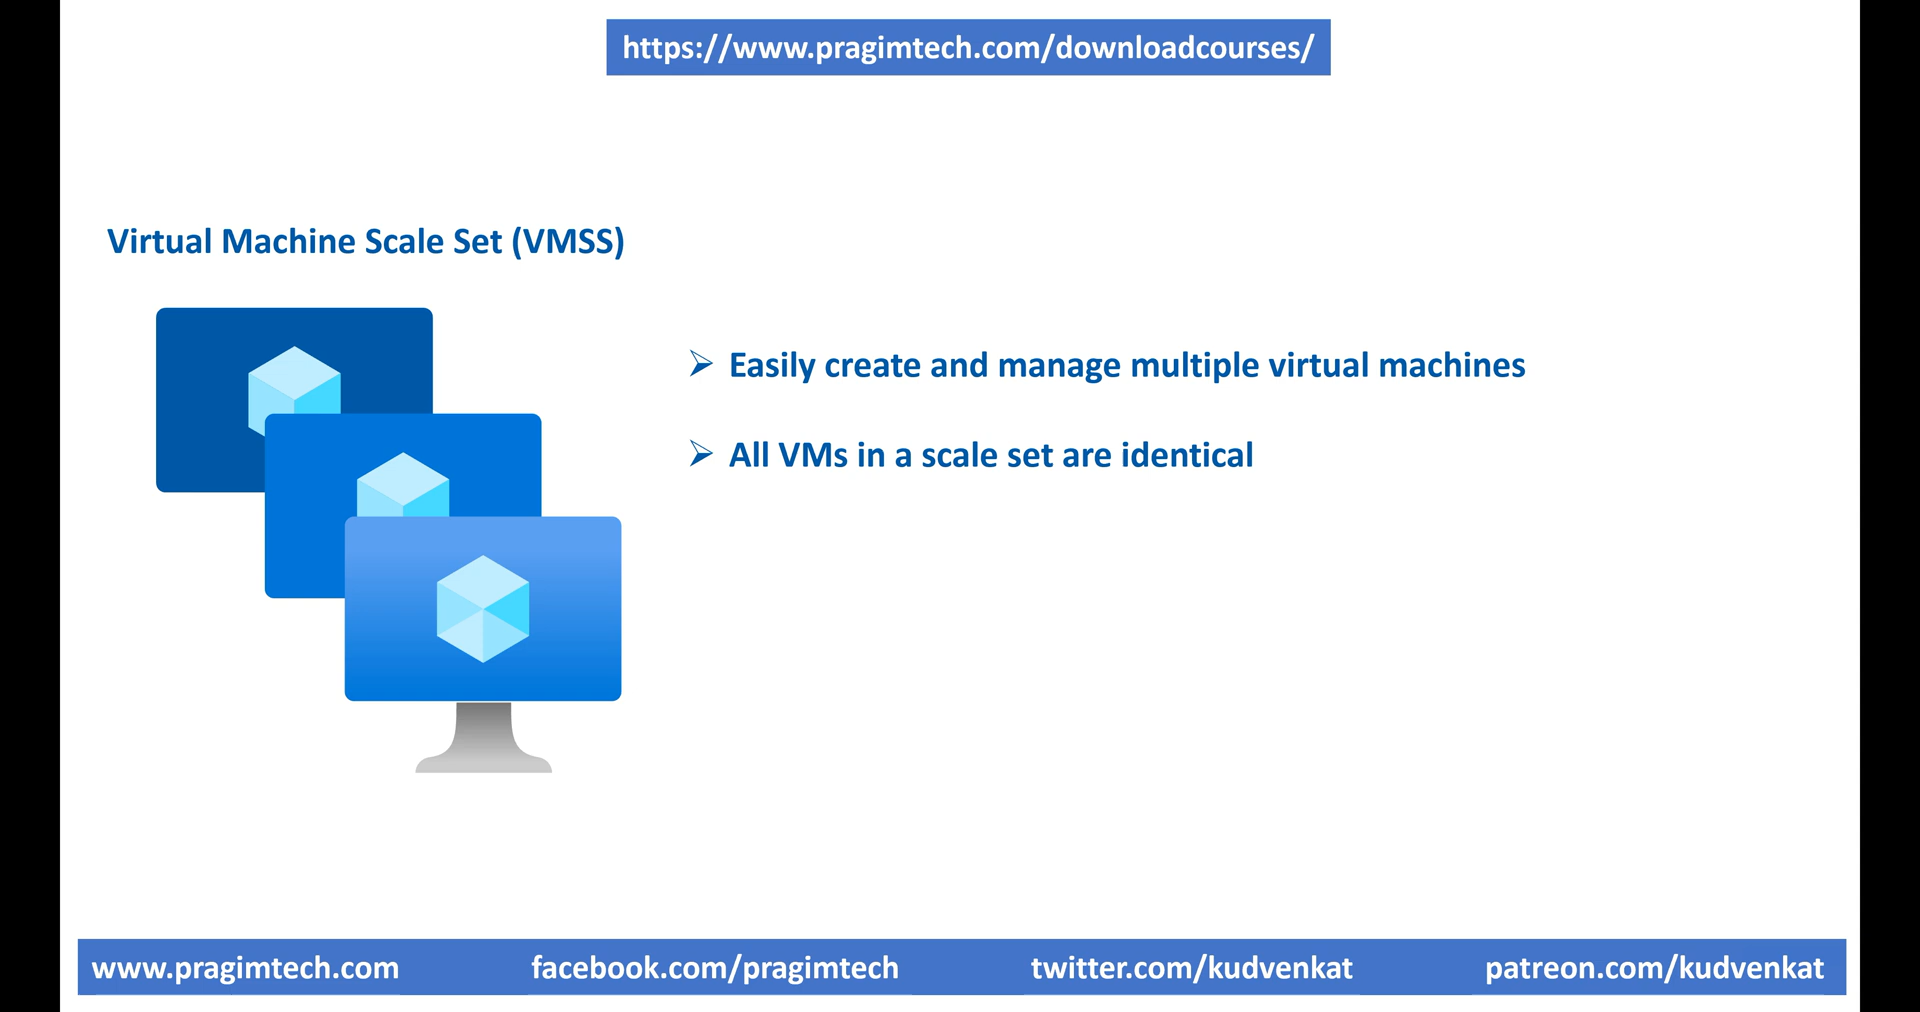 https://www.pragimtech.com/downloadcourses/
Virtual Machine Scale Set (VMSS)
Easily create and manage multiple virtual machines
All VMs in a scale set are identical
www.pragimtech.com facebook.com/pragimtech twitter.com/kudvenkat patreon.com/kudvenkat